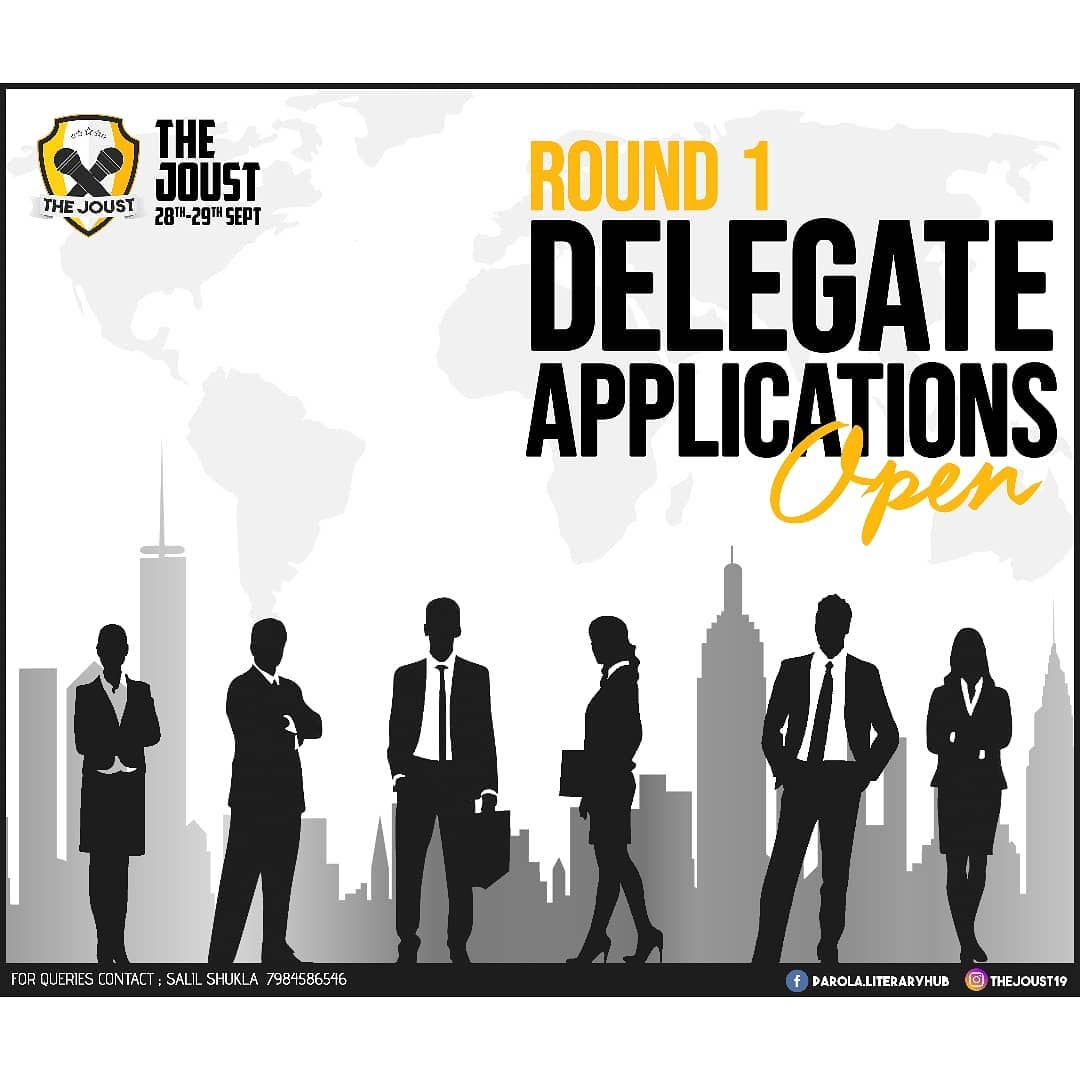 THE JOUST
THE
JOUST
28TH-29TH SEPT
ROUND 1
DELEGATE
APPLICATIONS
Open
FOR QUERIES CONTACT ; SALIL SHUKLA 7984586546
PAROLA.LITERARYHUB
THEJOUST19